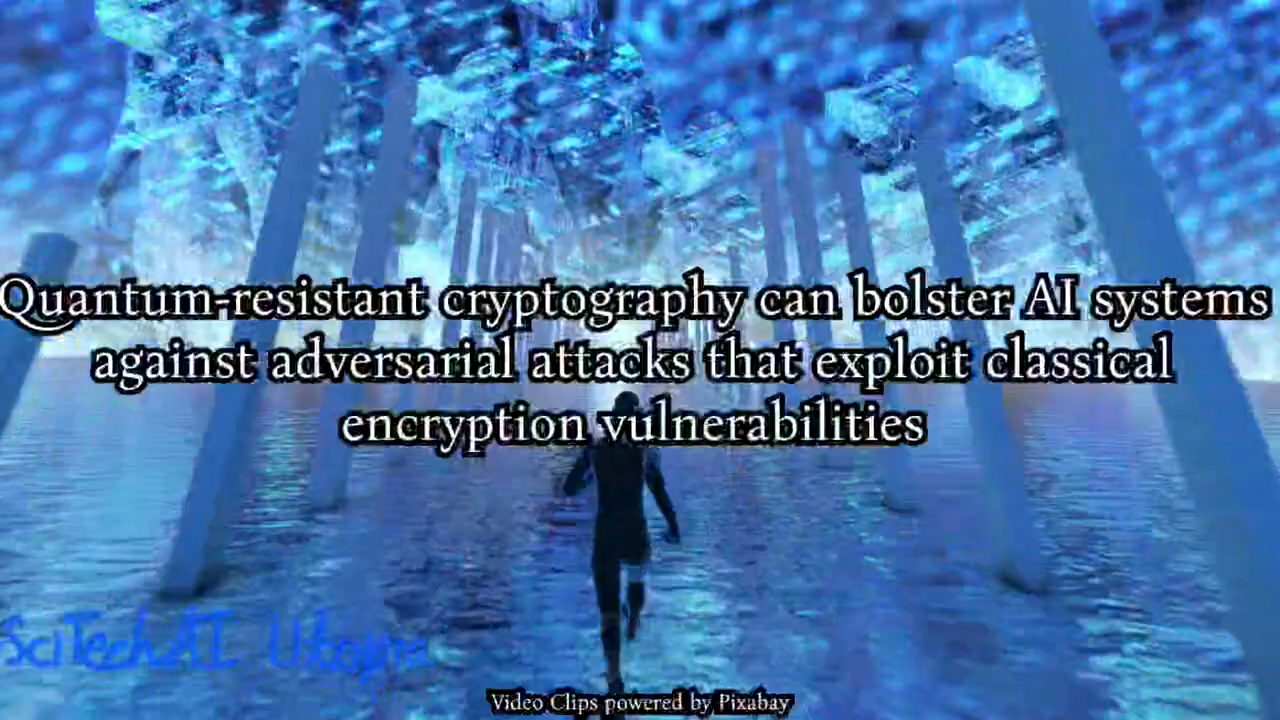 Quantum-resistant cryptography can bolster AI systems
against adversarial attacks that exploit classical
encryption vulnerabilities
SciTechAI Utopia
Video Clips powered by Pixabay